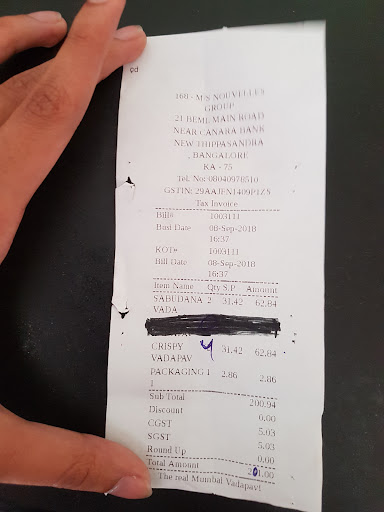 168 - M/S NOUVELLES
GROUP
21 BEML MAIN ROAD
NEAR CANARA BANK
NEW THIPPASANDRA
, BANGALORE
KA - 75
Tel. No: 08040978510
GSTIN: 29AAJFN1409P1Z5
Tax Invoice
Bill# 1003111
Busi Date 08-Sep-2018
16:37
KOT#
Bill Date 08-Sep-2018
16:37
Item Name Qty S.P Amount
SABUDANA 2 31.42 62.84
VADA
CRISPY 4 31.42 62.84
VADAPAV
PACKAGING 1 2.86 2.86
1
Sub Total 200.94
Discount 0.00
CGST 5.03
SGST 5.03
Round Up 0.00
Total Amount 201.00
The real Mumbai Vadapav!